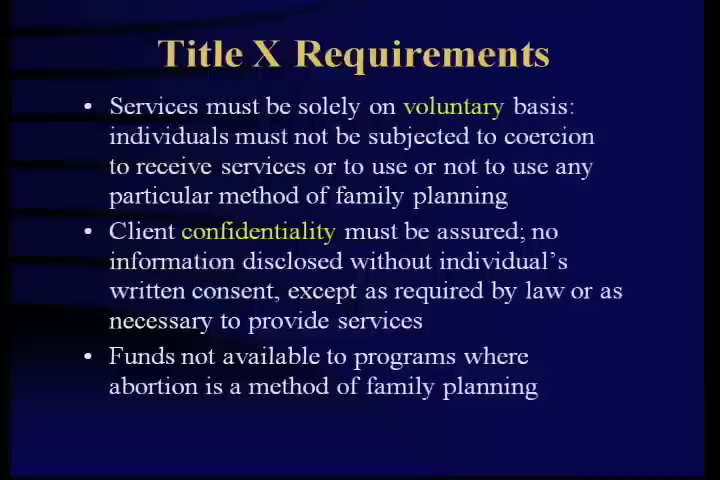 Title X Requirements
• Services must be solely on voluntary basis:
individuals must not be subjected to coercion
to receive services or to use or not to use any
particular method of family planning
• Client confidentiality must be assured; no
information disclosed without individual’s
written consent, except as required by law or as
necessary to provide services
• Funds not available to programs where
abortion is a method of family planning